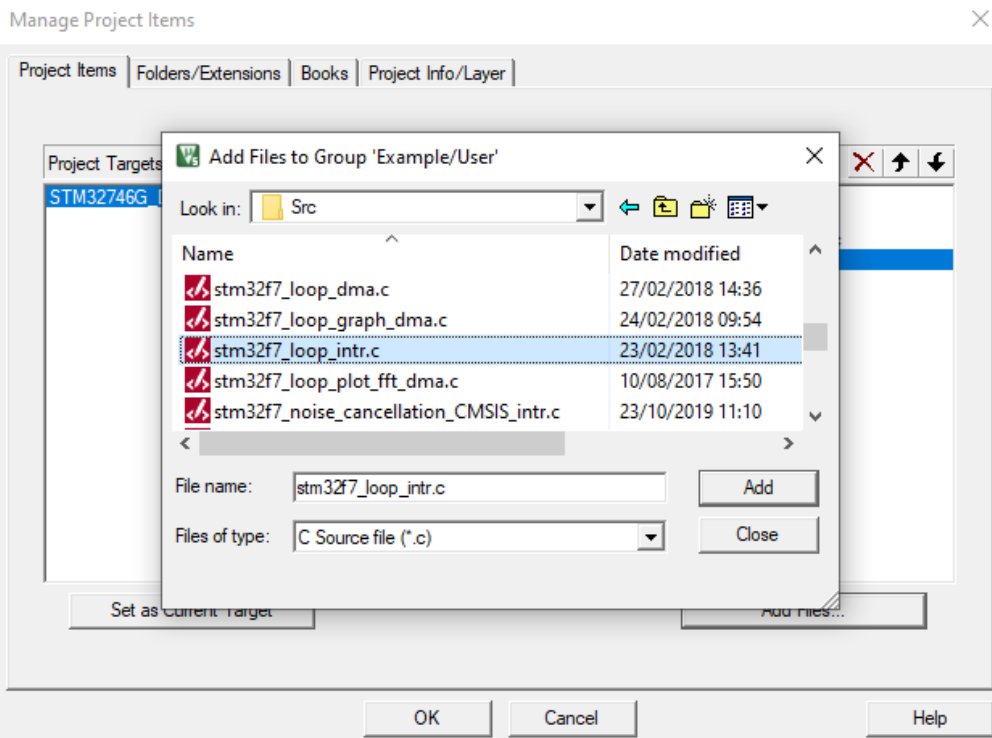 Manage Project Items
Project Items Folders/Extensions Books Project Info/Layer
Project Targets
STM32746G_
Add Files to Group 'Example/User'
Look in: Src
Name Date modified
stm32f7_loop_dma.c 27/02/2018 14:36
stm32f7_loop_graph_dma.c 24/02/2018 09:54
stm32f7_loop_intr.c 23/02/2018 13:41
stm32f7_loop_plot_fft_dma.c 10/08/2017 15:50
stm32f7_noise_cancellation_CMSIS_intr.c 23/10/2019 11:10
File name: stm32f7_loop_intr.c Add
Files of type: C Source file (*.c) Close
Set as Current Target Add Files...
OK Cancel Help